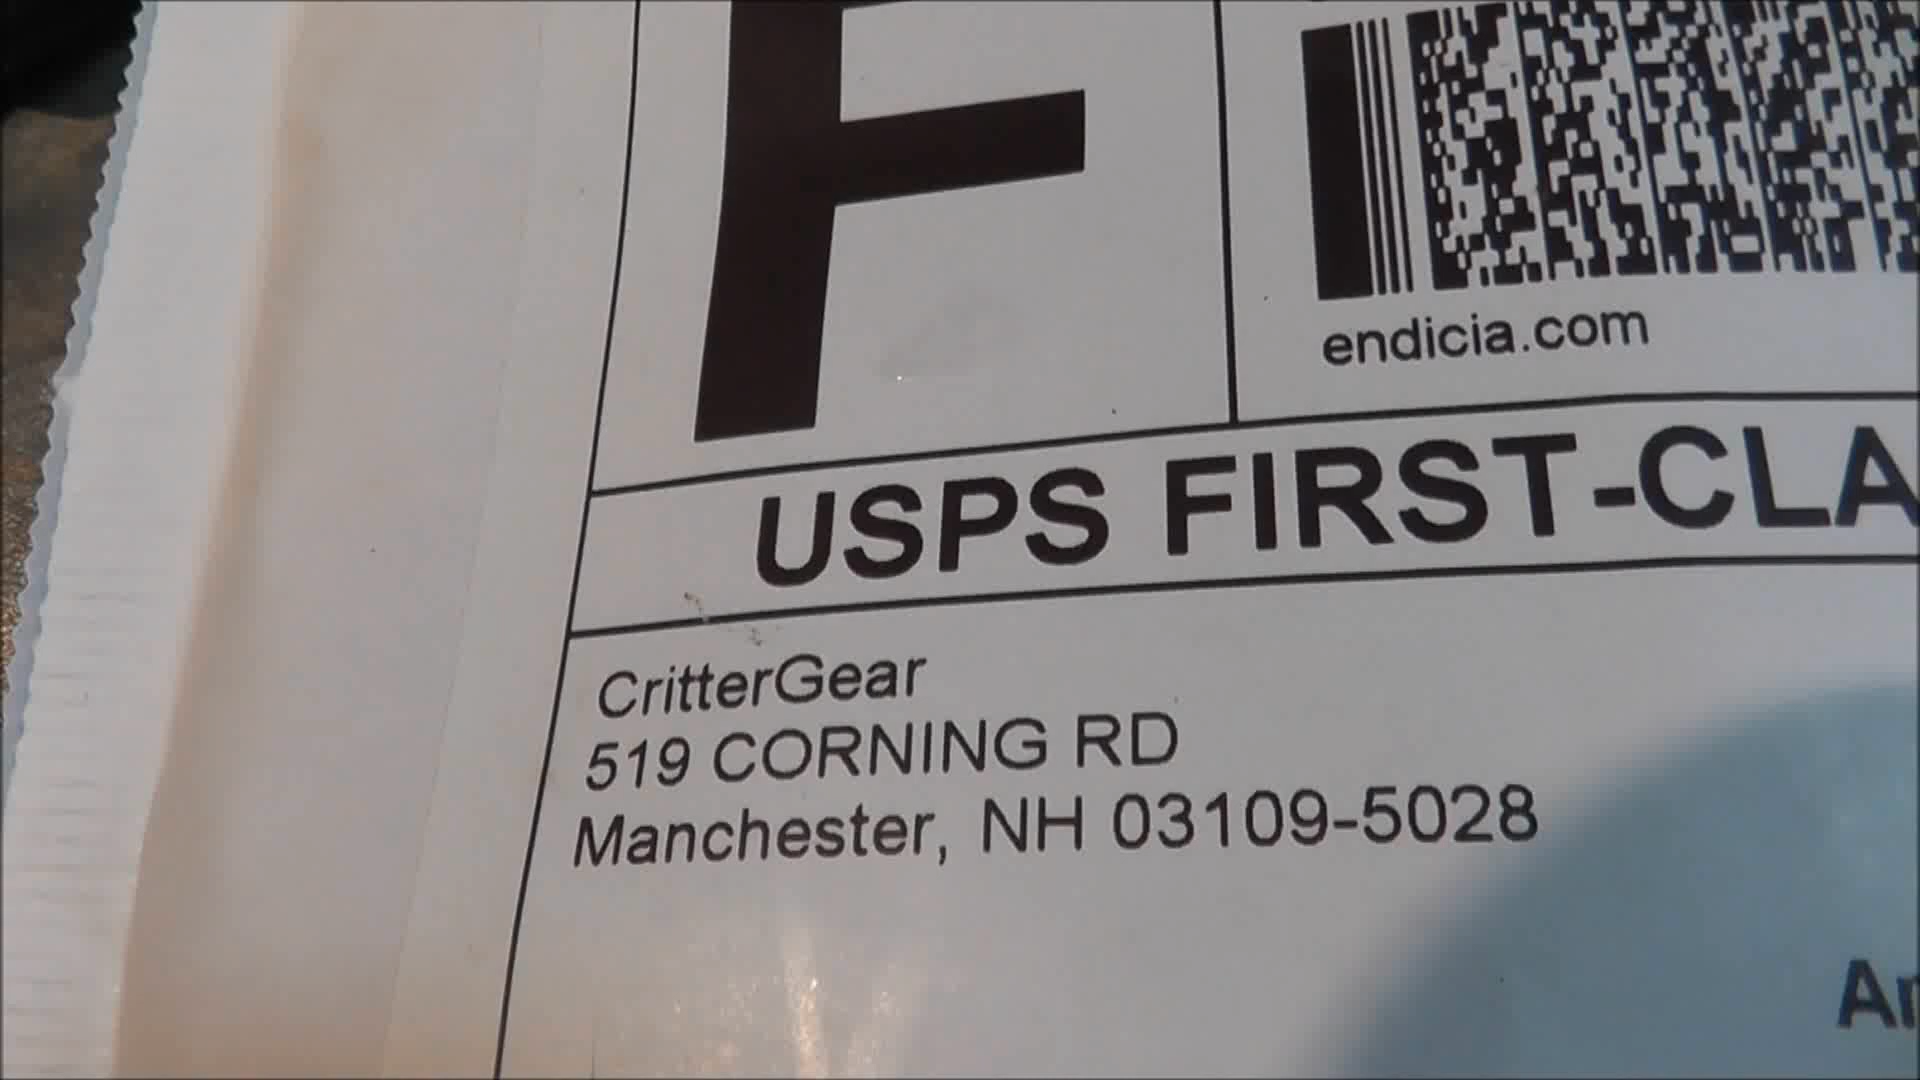 F
endicia.com
USPS FIRST-CLA
CritterGear
519 CORNING RD
Manchester, NH 03109-5028